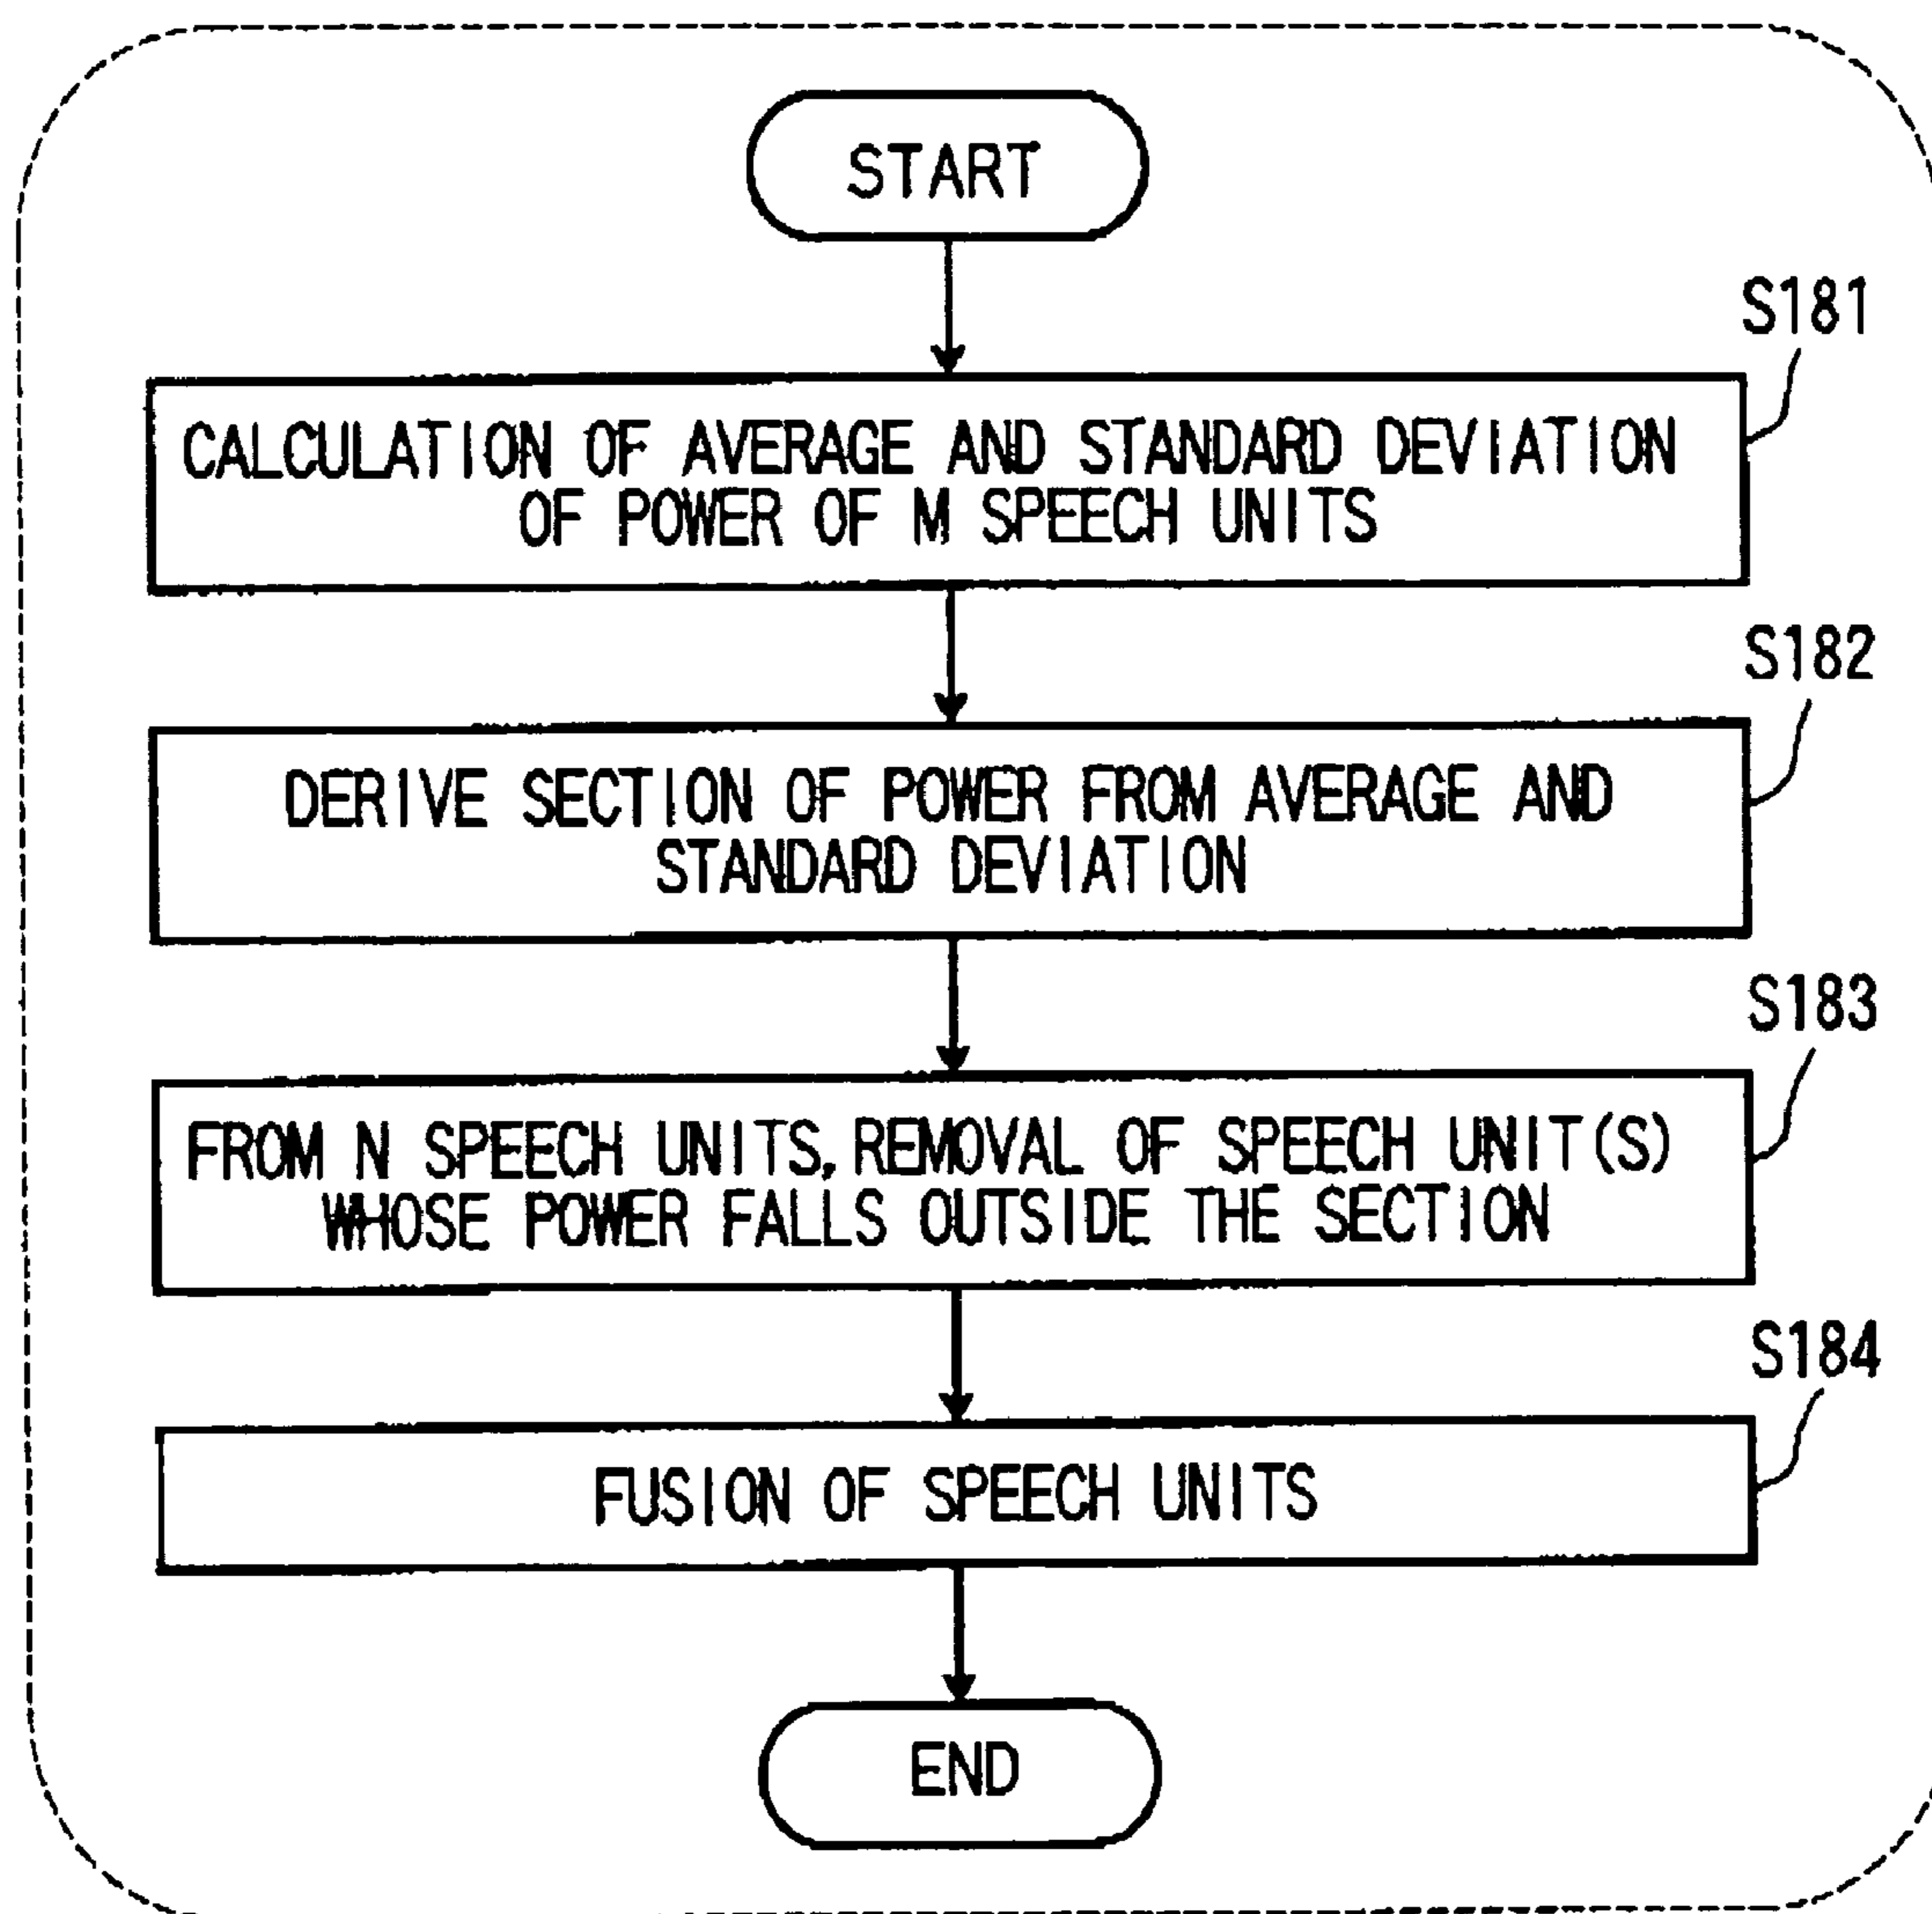 START
S181
CALCULATION OF AVERAGE AND STANDARD DEVIATION
OF POWER OF M SPEECH UNITS
S182
DERIVE SECTION OF POWER FROM AVERAGE AND
STANDARD DEVIATION
S183
FROM N SPEECH UNITS, REMOVAL OF SPEECH UNIT(S)
WHOSE POWER FALLS OUTSIDE THE SECTION
S184
FUSION OF SPEECH UNITS
END